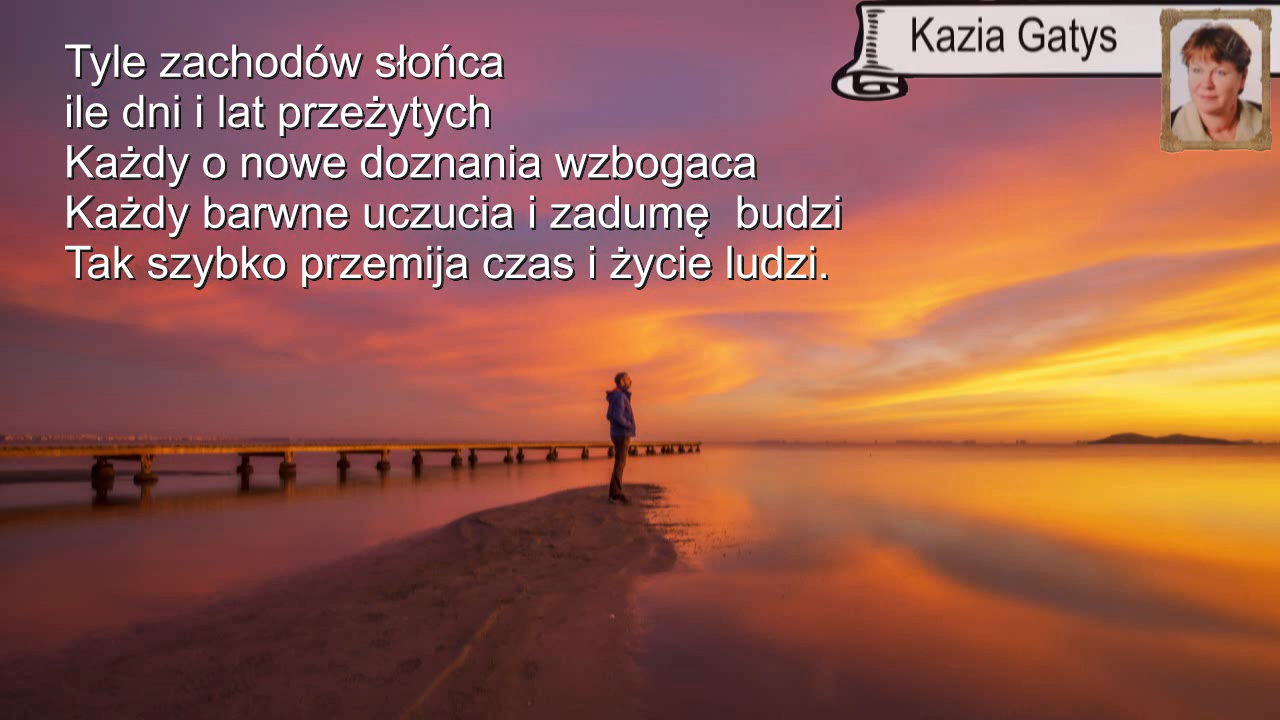 Tyle zachodów słońca
ile dni i lat przeżytych
Każdy o nowe doznania wzbogaca
Każdy barwne uczucia i zadumę  budzi
Tak szybko przemija czas i życie ludzi.
Kazia Gatys